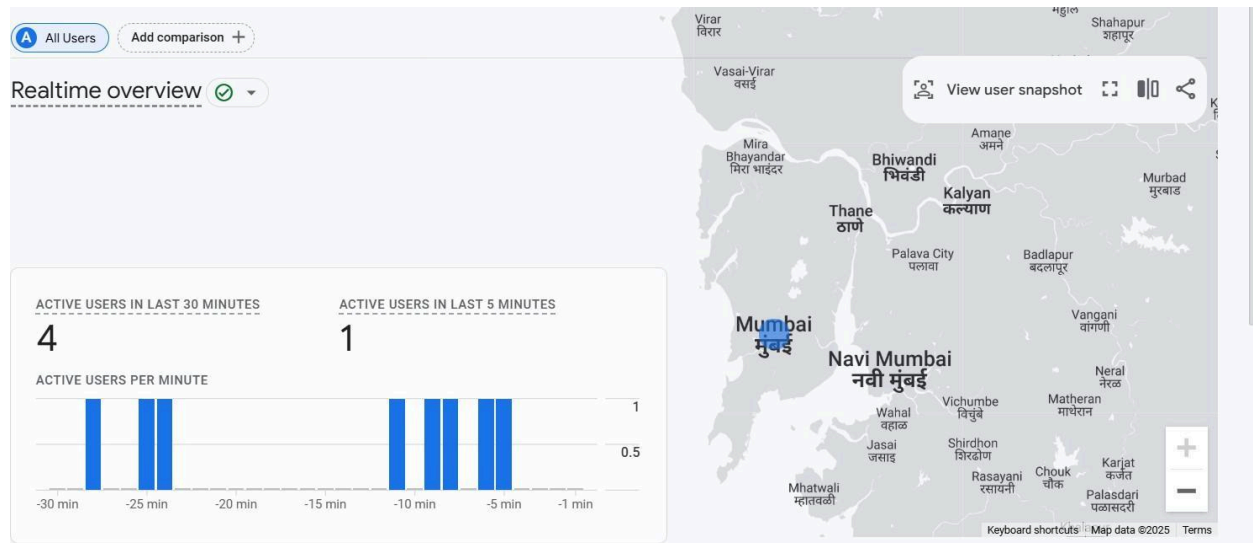 A All Users Add comparison +
Realtime overview
ACTIVE USERS IN LAST 30 MINUTES
4
ACTIVE USERS IN LAST 5 MINUTES
1
ACTIVE USERS PER MINUTE
1
0.5
-30 min -25 min -20 min -15 min -10 min -5 min -1 min
View user snapshot
Virar
विरार
Shahapur
शहापूर
Vasai-Virar
वसई
Amane
अमने
Mira
Bhayandar
मिरा भाईंदर
Bhiwandi
भिवंडी
Kalyan
कल्याण
Murbad
मुरबाड
Thane
ठाणे
Palava City
पलावा
Badlapur
बदलापूर
Mumbai
मुंबई
Vangani
वांगणी
Navi Mumbai
नवी मुंबई
Neral
नेरळ
Vichumbe
विचुंबे
Matheran
माथेरान
Wahal
वहाळ
Jasai
जसाइ
Shirdhon
शिरढोण
Rasayani
रसायनी
Chouk
चौक
Karjat
कर्जत
Mhatwali
म्हातवळी
Palasdari
पळासदरी
Keyboard shortcuts Map data ©2025 Terms